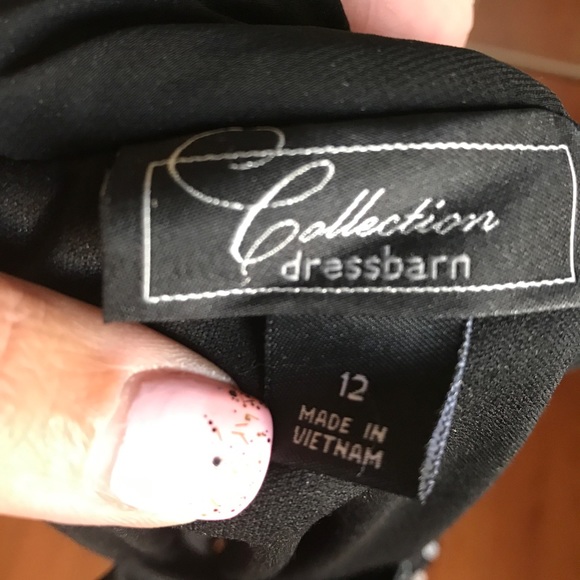 Collection
dressbarn
12
MADE IN
VIETNAM